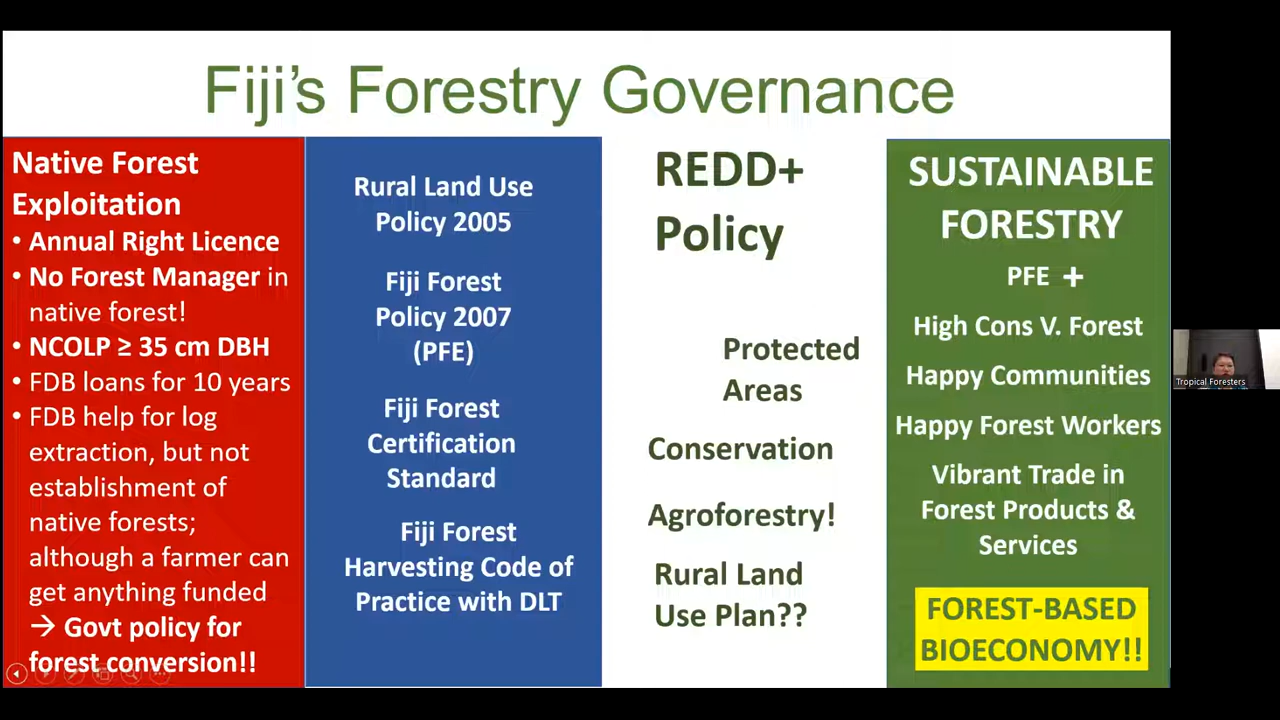 Fiji's Forestry Governance
Native Forest
Exploitation
• Annual Right Licence
• No Forest Manager in
native forest!
• NCOLP ≥ 35 cm DBH
• FDB loans for 10 years
• FDB help for log
extraction, but not
establishment of
native forests;
although a farmer can
get anything funded
→ Govt policy for
forest conversion!!
Rural Land Use
Policy 2005
Fiji Forest
Policy 2007
(PFE)
Fiji Forest
Certification
Standard
Fiji Forest
Harvesting Code of
Practice with DLT
REDD+
Policy
Protected
Areas
Conservation
Agroforestry!
Rural Land
Use Plan??
SUSTAINABLE
FORESTRY
PFE +
High Cons V. Forest
Happy Communities
Happy Forest Workers
Vibrant Trade in
Forest Products &
Services
FOREST-BASED
BIOECONOMY!!
Tropical Foresters